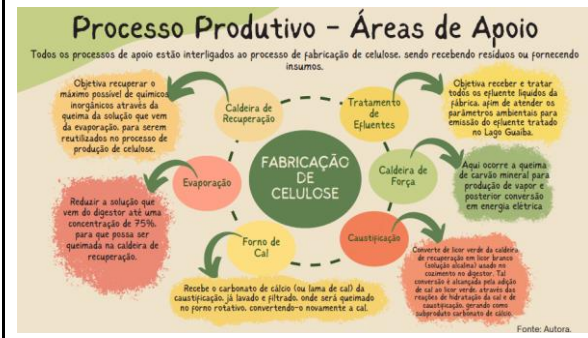 Processo Produtivo - Áreas de Apoio
Todos os processos de apoio estão interligados ao processo de fabricação de celulose, sendo recebendo resíduos ou fornecendo
insumos.
Objetiva recuperar o
máximo possível de químicos
inorgânicos através da
queima da solução que vem
da evaporação, para serem
reutilizados no processo de
produção de celulose.
Caldeira de
Recuperação
Tratamento
de
Efluentes
Objetiva receber e tratar
todos os efluente líquidos da
fábrica, afim de atender os
parâmetros ambientais para
emissão do efluente tratado
no Lago Guaíba.
Evaporação
FABRICAÇÃO
DE
CELULOSE
Caldeira de
Força
Aqui ocorre a queima
de carvão mineral para
produção de vapor e
posterior conversão
em energia elétrica
Reduzir a solução que
vem do digestor até uma
concentração de 75%,
para que possa ser
queimada na caldeira de
recuperação.
Forno de
Cal
Caustificação
Recebe o carbonato de cálcio (ou lama de cal) da
caustificação, já lavado e filtrado, onde será queimado
no forno rotativo, convertendo-o novamente a cal.
Converte de licor verde da caldeira
de recuperação em licor branco
(solução alcalina) usado no
cozimento no digestor. Tal
conversão é alcançada pela adição
de cal ao licor verde, através das
reações de hidratação da cal e de
caustificação, gerando como
subproduto carbonato de cálcio.
Fonte: Autora.